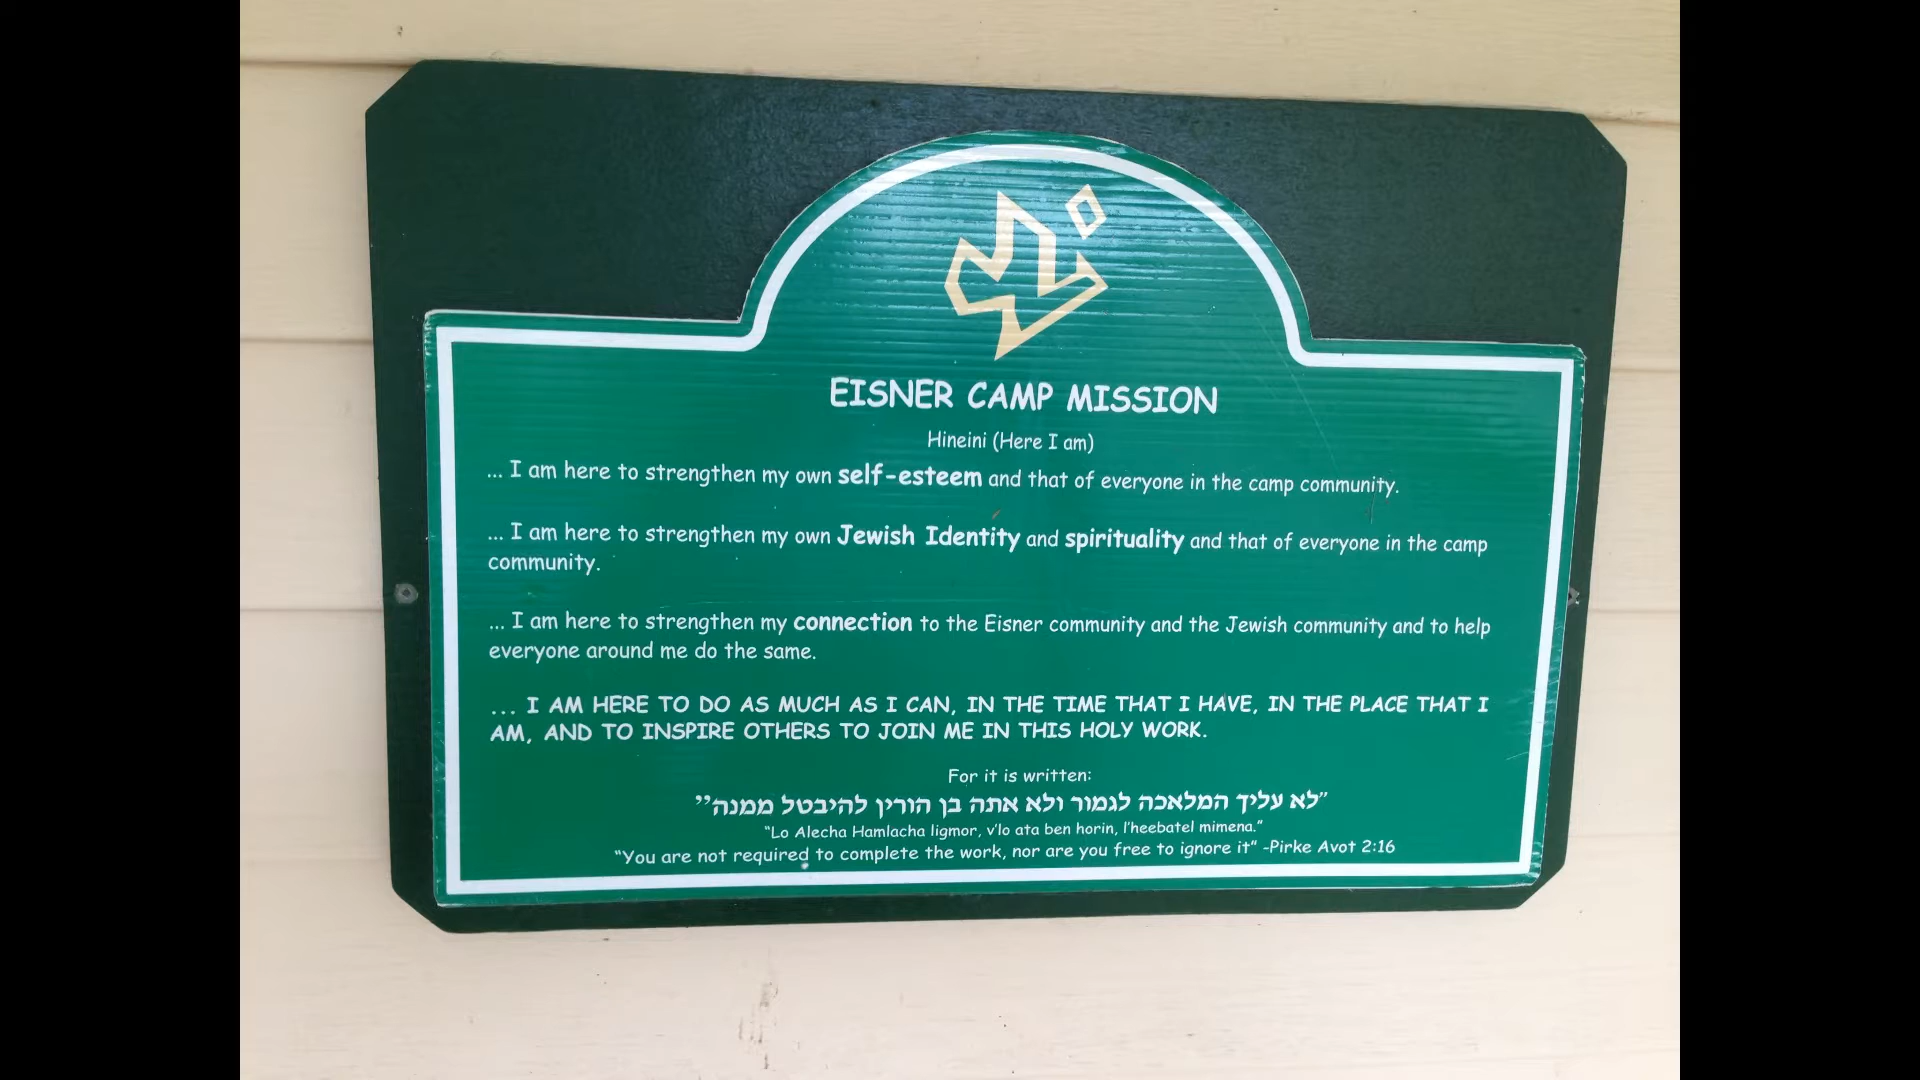 EISNER CAMP MISSION
Hineini (Here I am)
... I am here to strengthen my own self-esteem and that of everyone in the camp community.
... I am here to strengthen my own Jewish Identity and spirituality and that of everyone in the camp
community.
... I am here to strengthen my connection to the Eisner community and the Jewish community and to help
everyone around me do the same.
... I AM HERE TO DO AS MUCH AS I CAN, IN THE TIME THAT I HAVE, IN THE PLACE THAT I
AM, AND TO INSPIRE OTHERS TO JOIN ME IN THIS HOLY WORK.
For it is written:
”לא עליך המלאכה לגמור ולא אתה בן הורין להיבטל ממנה”
“Lo Alecha Hamlacha ligmor, v’lo ata ben horin, l’heebatel mimena.”
“You are not required to complete the work, nor are you free to ignore it” -Pirke Avot 2:16